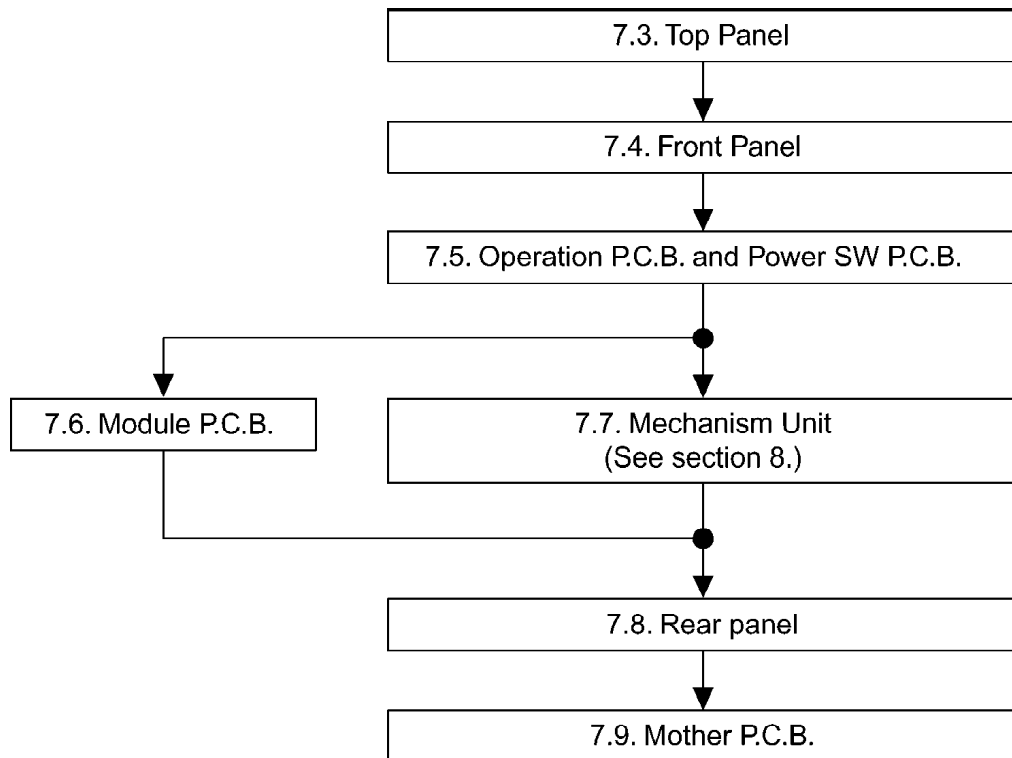 7.3. Top Panel
7.4. Front Panel
7.5. Operation P.C.B. and Power SW P.C.B.
7.6. Module P.C.B.
7.7. Mechanism Unit
(See section 8.)
7.8. Rear panel
7.9. Mother P.C.B.